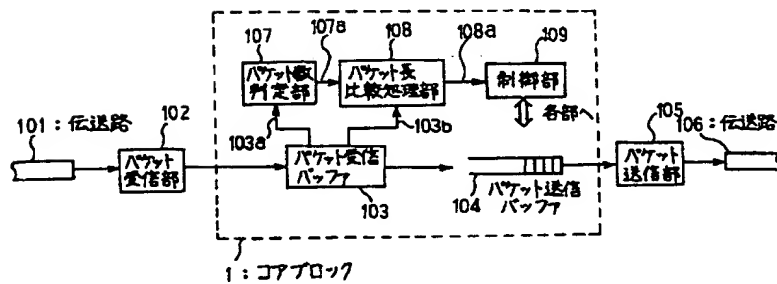 107
107a
108
108a
109
パケット数
判定部
パケット長
比較処理部
制御部
103a
103b
各部へ
101：伝送路
102
パケット
受信部
パケット受信
バッファ
103
104
パケット送信
バッファ
105
パケット
送信部
106：伝送路
1：コアブロック